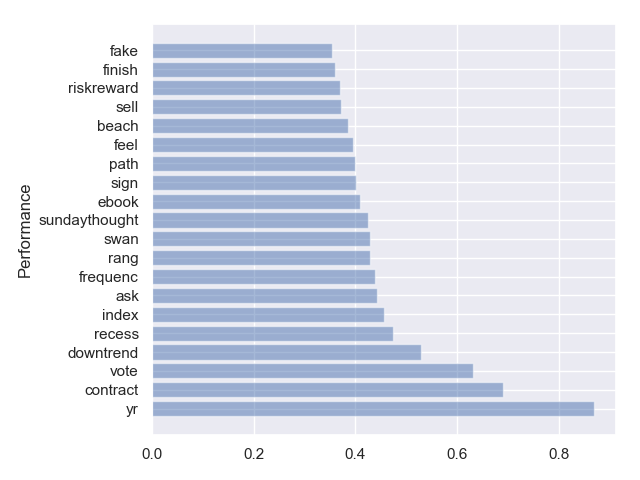 fake
finish
riskreward
sell
beach
feel
path
sign
ebook
sundaythought
swan
rang
frequenc
ask
index
recess
downtrend
vote
contract
yr
Performance
0.0 0.2 0.4 0.6 0.8